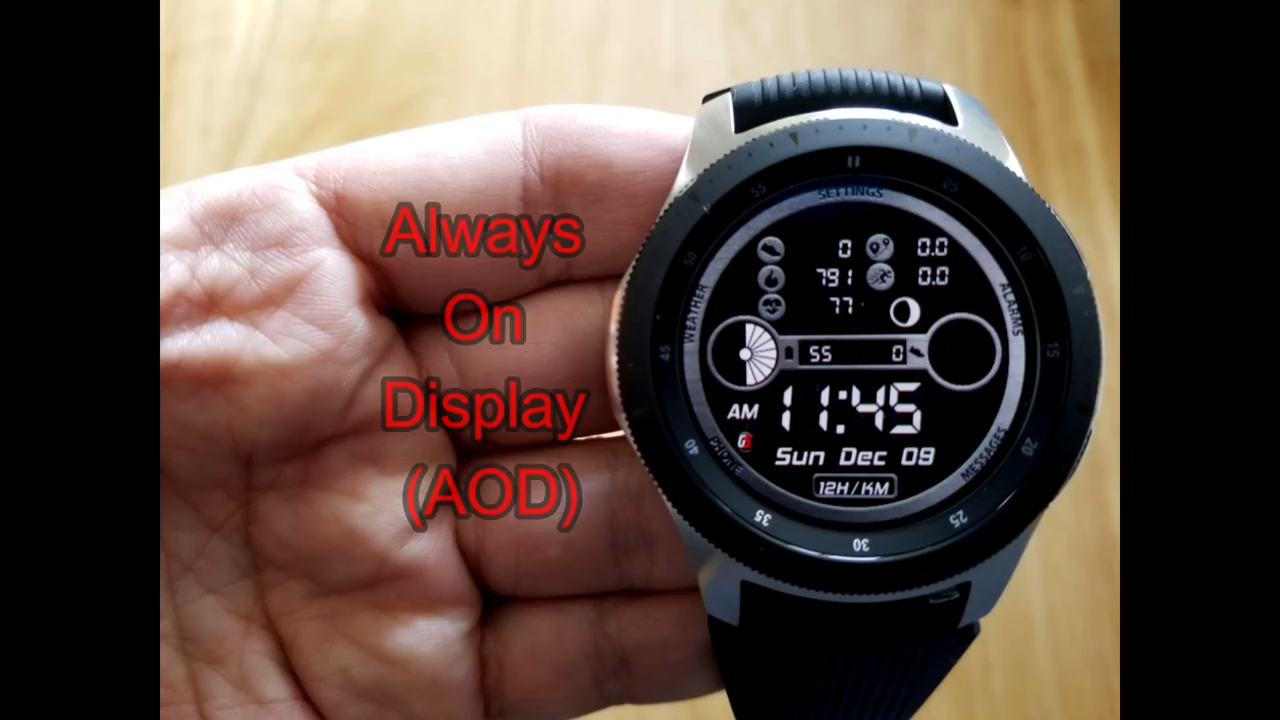 Always
On
Display
(AOD)
SETTINGS
55
05
50
10
WEATHER
ALARMS
45
15
0
0.0
791
0.0
77
55
0
AM
11:45
Sun Dec 09
12H/KM
PHONE
MESSAGES
40
20
35
25
30